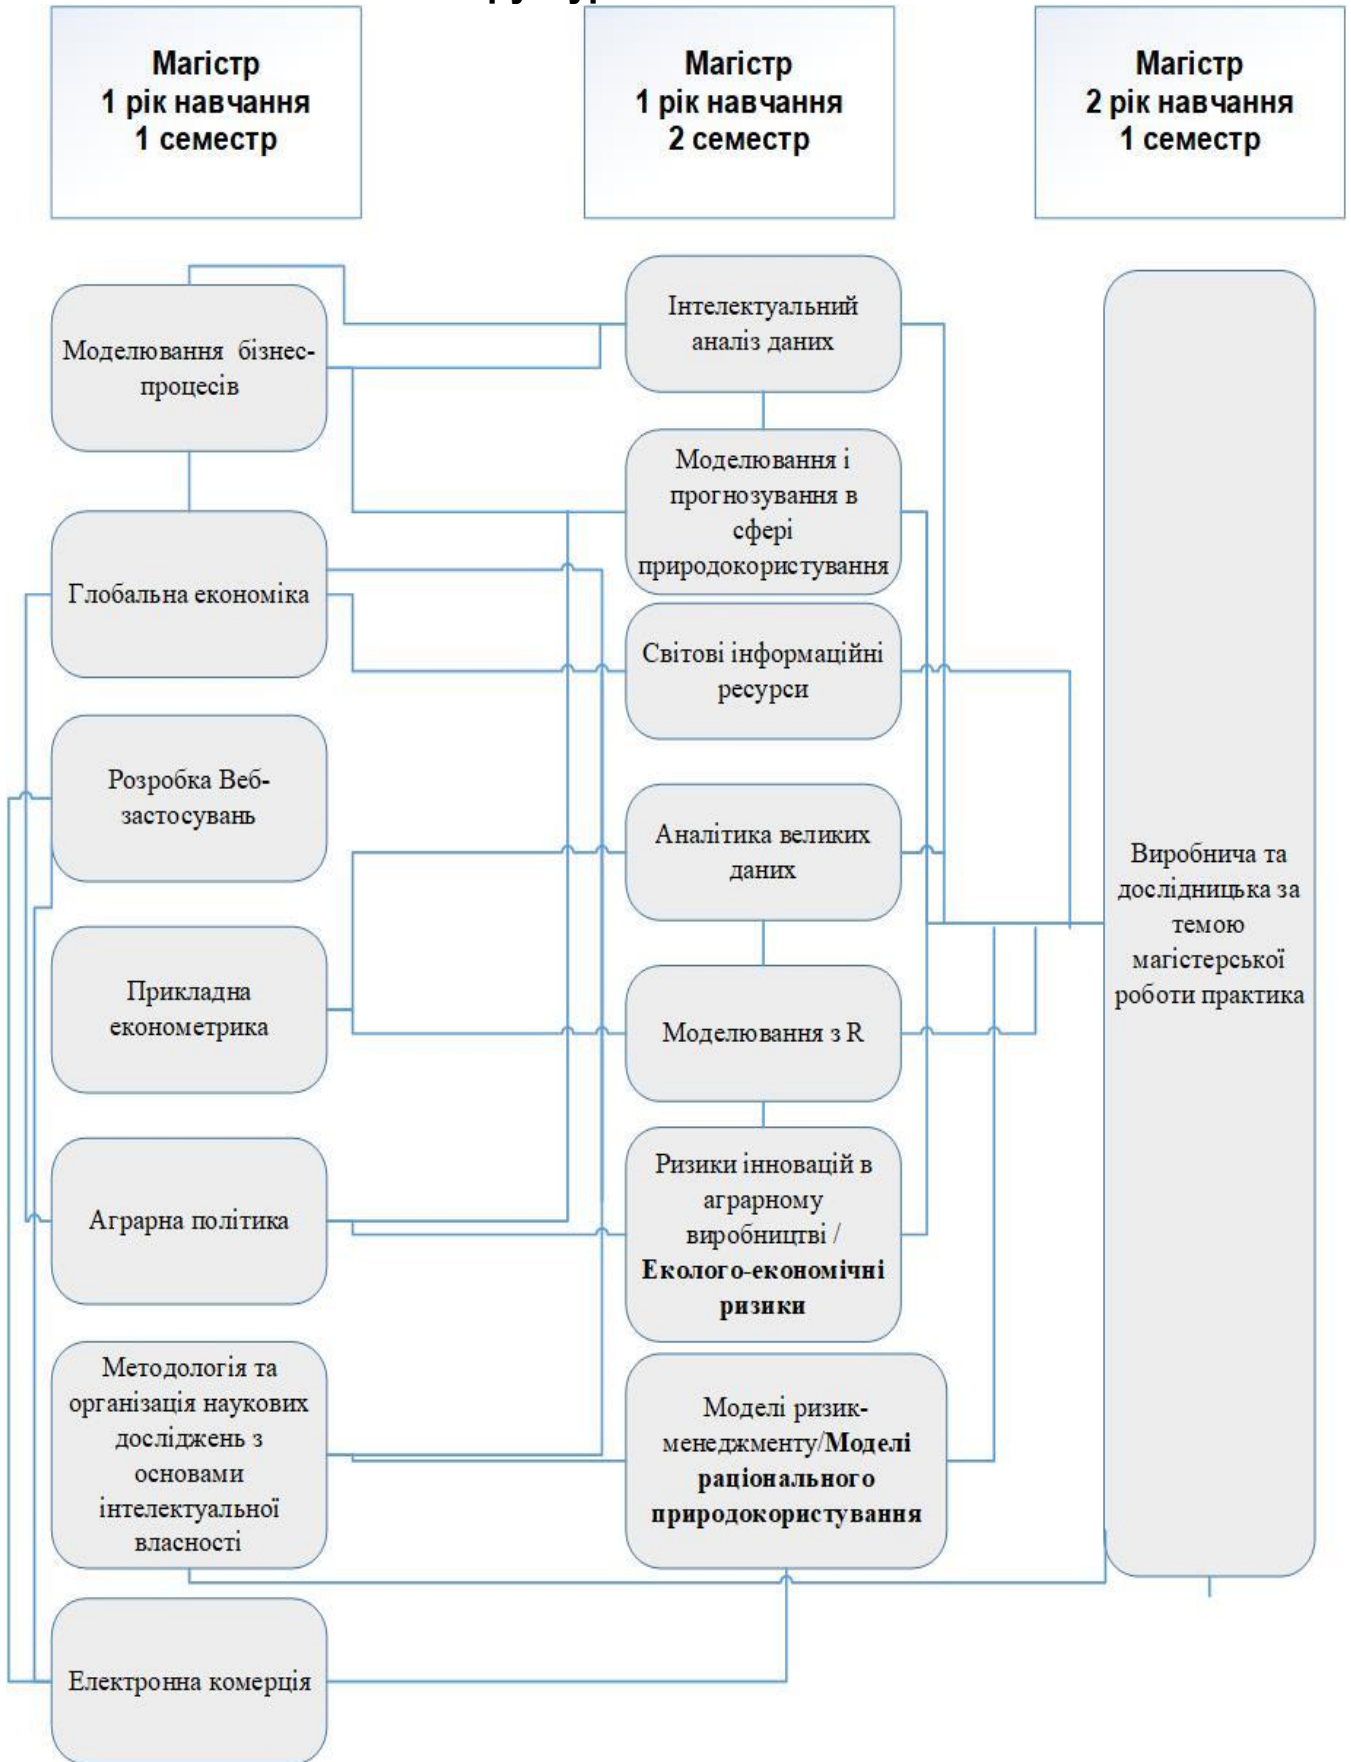 Магістр
1 рік навчання
1 семестр
Магістр
1 рік навчання
2 семестр
Магістр
2 рік навчання
1 семестр
Моделювання бізнес-
процесів
Глобальна економіка
Розробка Веб-
застосувань
Прикладна
економетрика
Аграрна політика
Методологія та
організація наукових
досліджень з
основами
інтелектуальної
власності
Електронна комерція
Інтелектуальний
аналіз даних
Моделювання і
прогнозування в
сфері
природокористування
Світові інформаційні
ресурси
Аналітика великих
даних
Моделювання з R
Ризики інновацій в
аграрному
виробництві /
Еколого-економічні
ризики
Моделі ризик-
менеджменту/Моделі
раціонального
природокористування
Виробнича та
дослідницька за
темою
магістерської
роботи практика